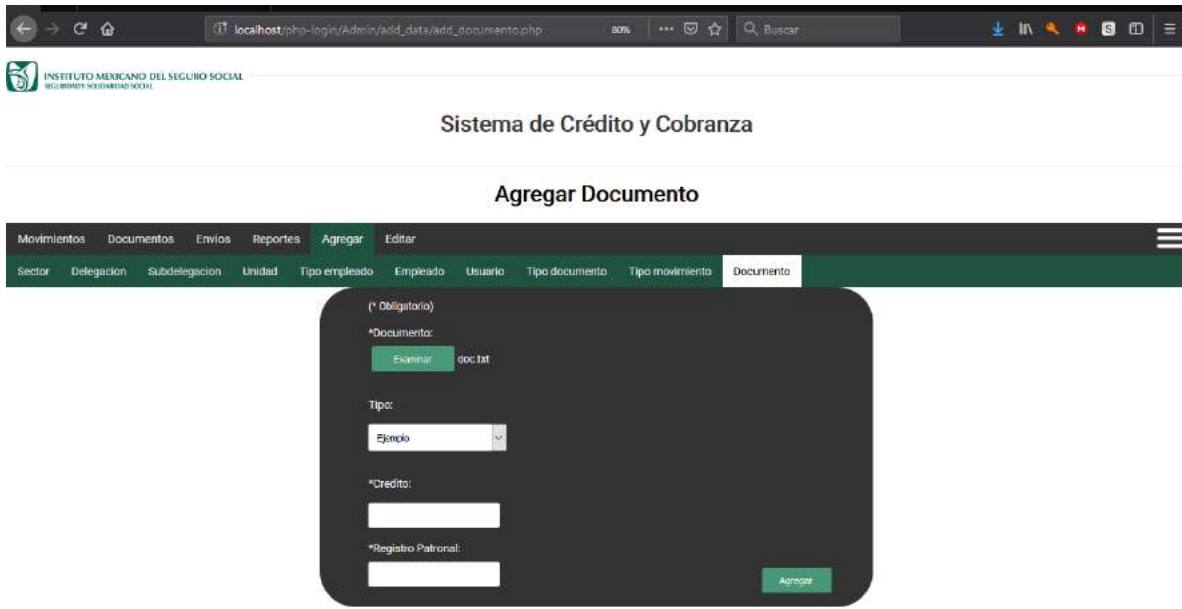 localhost/php-login/Admin/add_data/add_documento.php 80% Buscar
INSTITUTO MEXICANO DEL SEGURO SOCIAL
SEGURIDAD Y SOLIDARIDAD SOCIAL
Sistema de Crédito y Cobranza
Agregar Documento
Movimientos Documentos Envios Reportes Agregar Editar
Sector Delegacion Subdelegacion Unidad Tipo empleado Empleado Usuario Tipo documento Tipo movimiento Documento
(* Obligatorio)
*Documento:
Examinar doc.txt
Tipo:
Ejemplo
*Credito:
*Registro Patronal:
Agregar